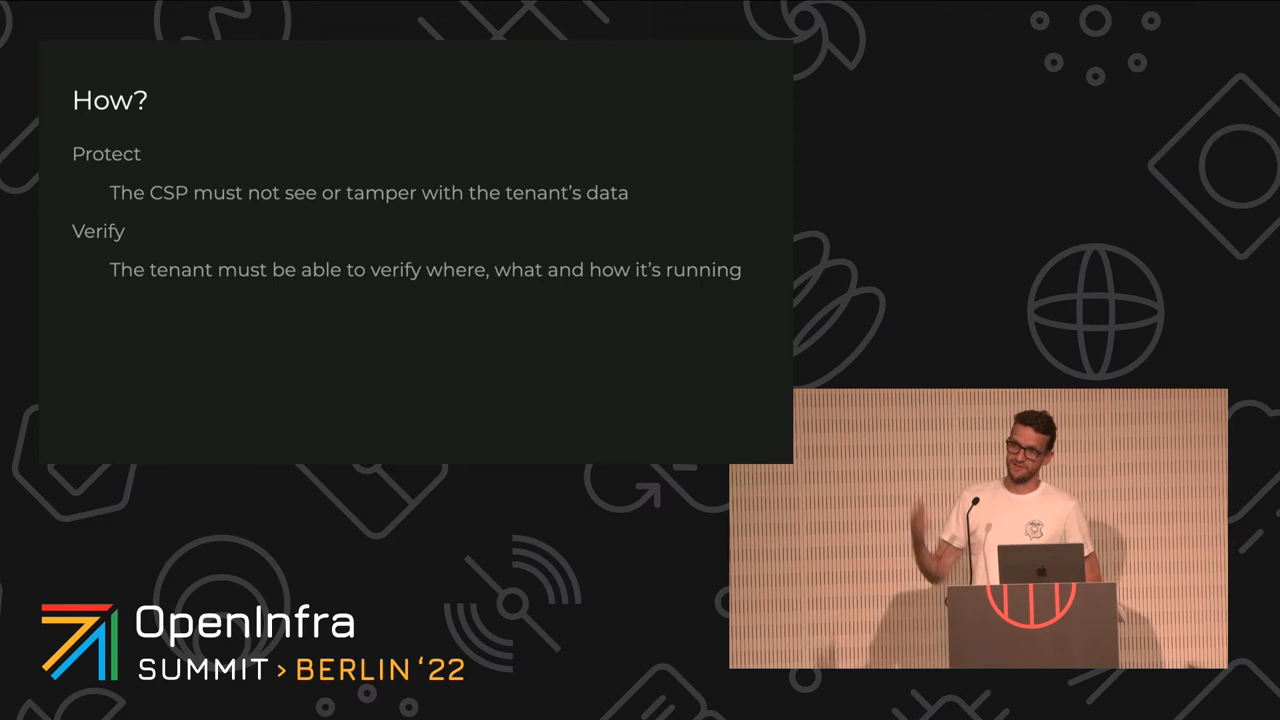 How?
Protect
The CSP must not see or tamper with the tenant’s data
Verify
The tenant must be able to verify where, what and how it’s running
OpenInfra
SUMMIT > BERLIN ‘22